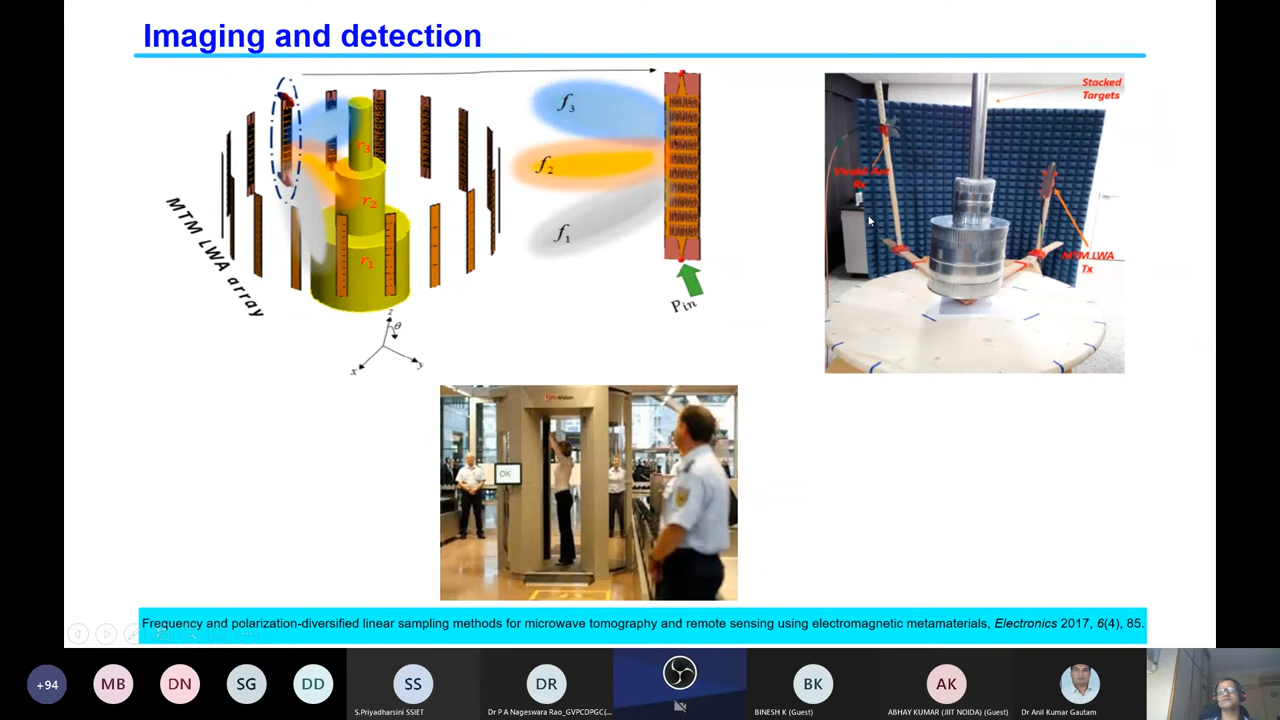 Imaging and detection
f3
f2
f1
r3
r2
r1
MTM LWA array
Pin
z
θ
x
y
Stacked
Targets
Rx
MTM LWA
Tx
OK
Frequency and polarization-diversified linear sampling methods for microwave tomography and remote sensing using electromagnetic metamaterials, Electronics 2017, 6(4), 85.
+94
MB
DN
SG
DD
SS
S.Priyadharsini SSIET
DR
Dr P A Nageswara Rao_GVPCDPGC(...
BK
BINESH K (Guest)
AK
ABHAY KUMAR (JIIT NOIDA) (Guest)
Dr Anil Kumar Gautam